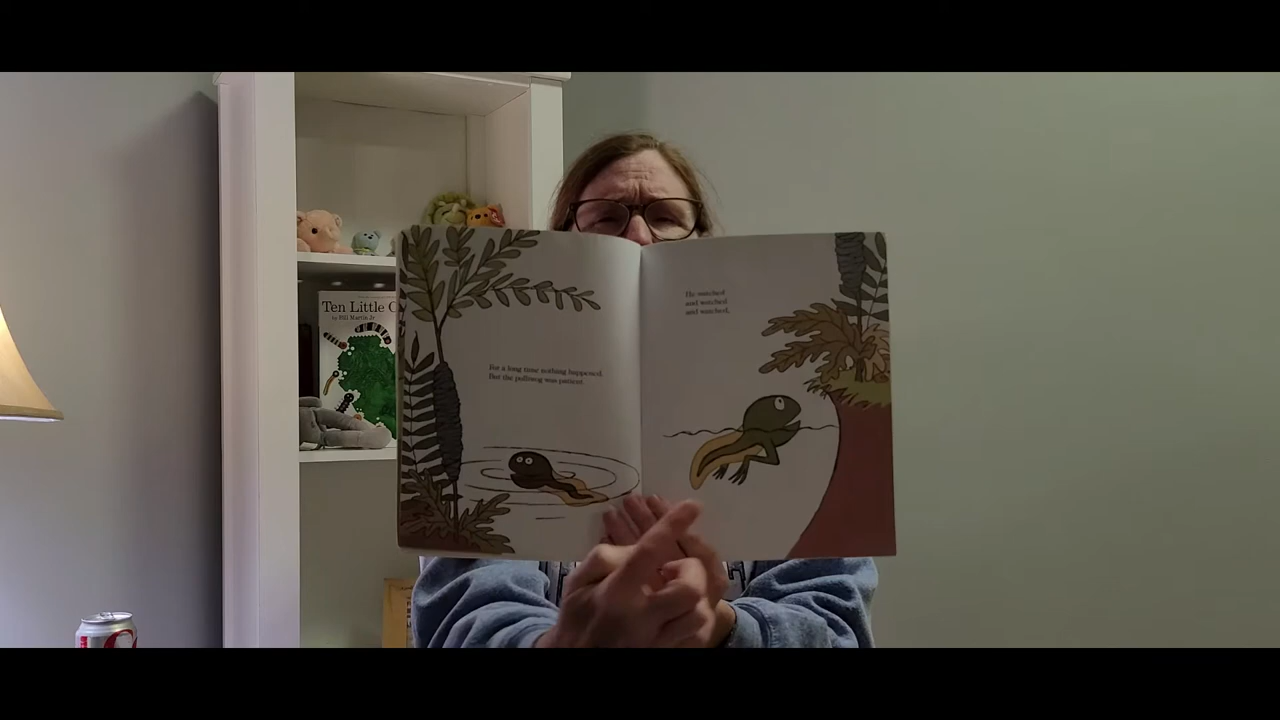 Ten Little C
by Bill Martin Jr
For a long time nothing happened.
But the polliwog was patient.
He watched
and watched
and watched.